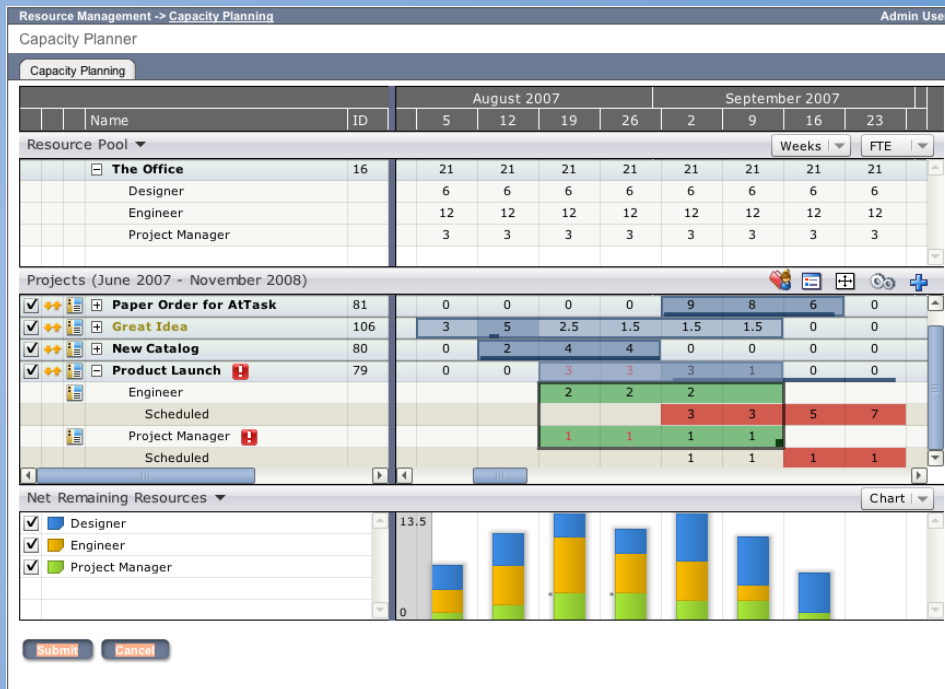 Resource Management -> Capacity Planning Admin Use
Capacity Planner
Capacity Planning
August 2007 September 2007
Name ID 5 12 19 26 2 9 16 23
Resource Pool Weeks FTE
The Office 16 21 21 21 21 21 21 21 21
Designer 6 6 6 6 6 6 6 6
Engineer 12 12 12 12 12 12 12 12
Project Manager 3 3 3 3 3 3 3 3
Projects (June 2007 - November 2008)
Paper Order for AtTask 81 0 0 0 0 9 8 6 0
Great Idea 106 3 5 2.5 1.5 1.5 1.5 0 0
New Catalog 80 0 2 4 4 0 0 0 0
Product Launch ! 79 0 0 3 3 3 1 0 0
Engineer 2 2 2
Scheduled 3 3 5 7
Project Manager ! 1 1 1 1
Scheduled 1 1 1 1
Net Remaining Resources Chart
Designer 13.5
Engineer
Project Manager
0
Submit Cancel